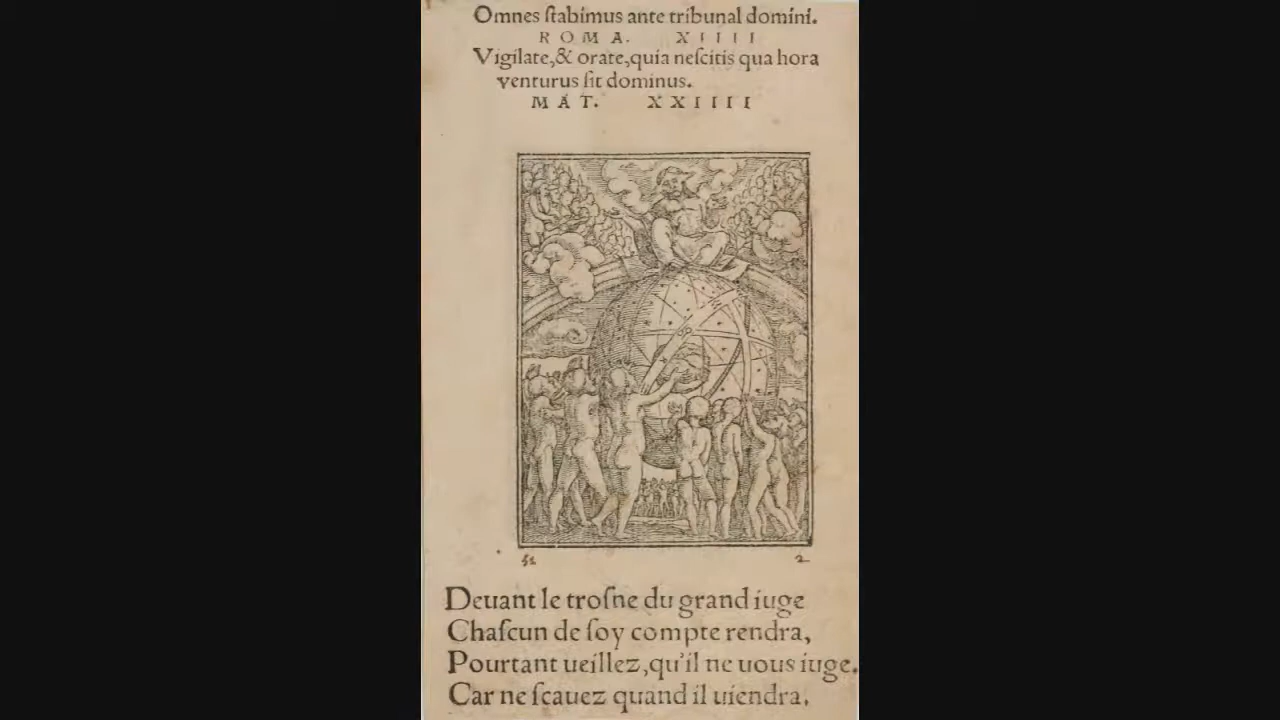 Omnes ſtabimus ante tribunal domini.
ROMA. XIIII
Vigilate,& orate,quia neſcitis qua hora
venturus ſit dominus.
MAT. XXIIII
51 2
Deuant le troſne du grand iuge
Chaſcun de ſoy compte rendra,
Pourtant ueillez,qu'il ne uous iuge.
Car ne ſcauez quand il uiendra.